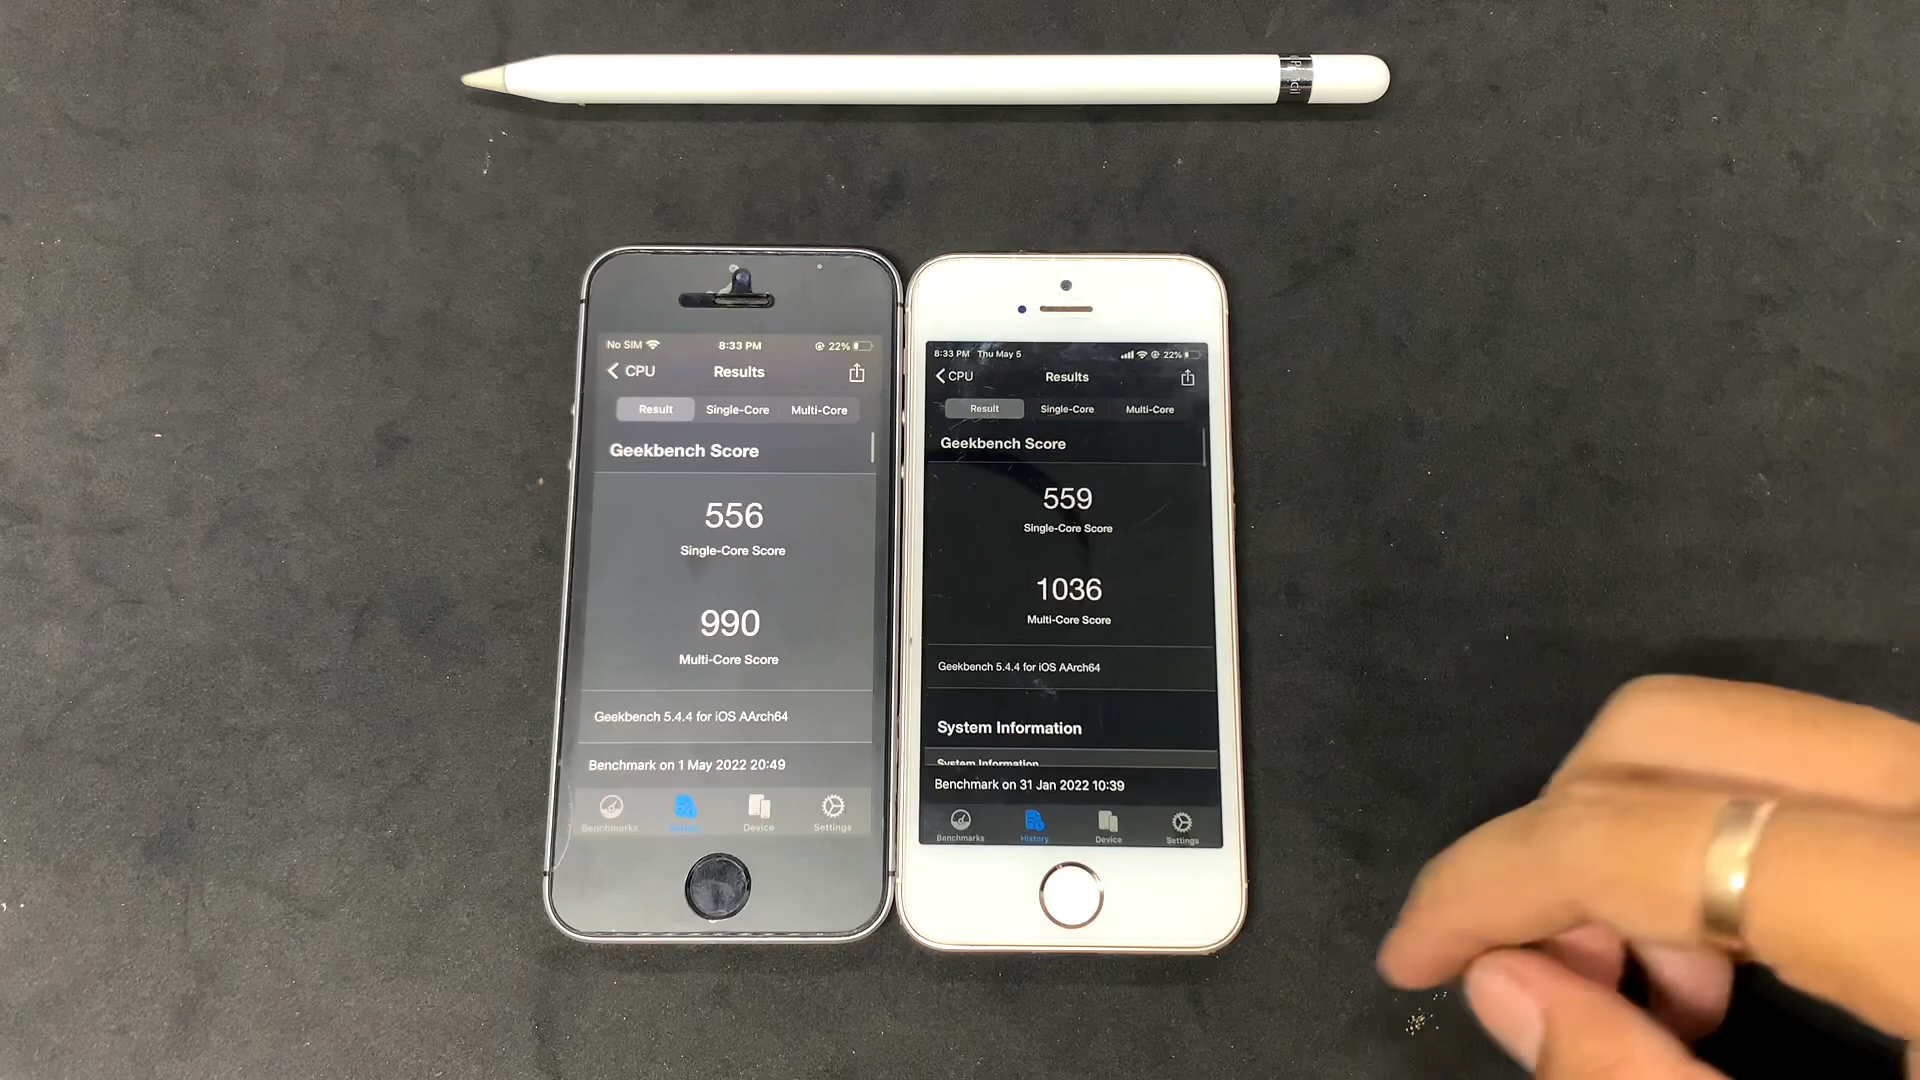 No SIM 8:33 PM 22%
CPU Results
Result Single-Core Multi-Core
Geekbench Score
556
Single-Core Score
990
Multi-Core Score
Geekbench 5.4.4 for iOS AArch64
Benchmark on 1 May 2022 20:49
Benchmarks History Device Settings
8:33 PM Thu May 5 22%
CPU Results
Result Single-Core Multi-Core
Geekbench Score
559
Single-Core Score
1036
Multi-Core Score
Geekbench 5.4.4 for iOS AArch64
System Information
System Information
Benchmark on 31 Jan 2022 10:39
Benchmarks History Device Settings